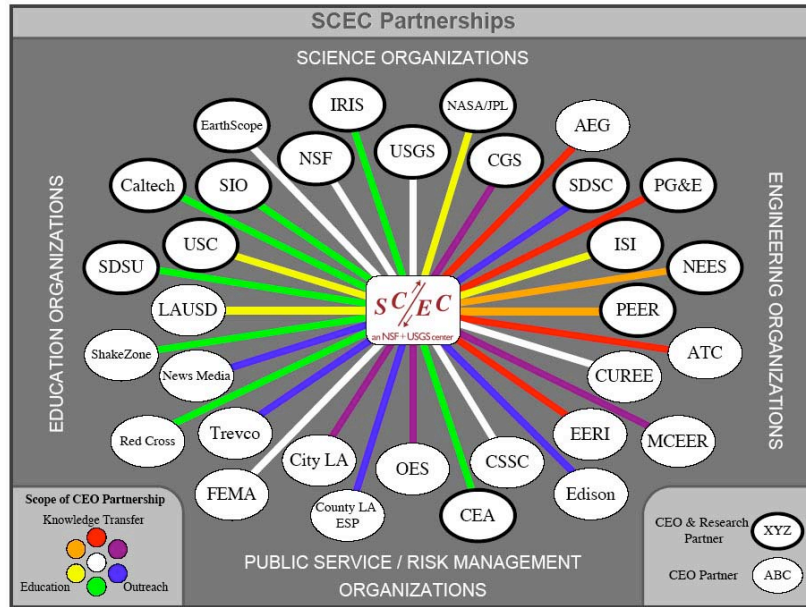 SCEC Partnerships
SCIENCE ORGANIZATIONS
EDUCATION ORGANIZATIONS
ENGINEERING ORGANIZATIONS
IRIS
NASA/JPL
EarthScope
AEG
NSF
USGS
CGS
Caltech
SIO
SDSC
PG&E
USC
ISI
SDSU
NEES
LAUSD
SC/EC
an NSF + USGS center
PEER
ShakeZone
ATC
News Media
CUREE
Red Cross
Trevco
EERI
MCEER
City LA
OES
CSSC
FEMA
Edison
County LA
ESP
CEA
PUBLIC SERVICE / RISK MANAGEMENT
ORGANIZATIONS
Scope of CEO Partnership
Knowledge Transfer
Education
Outreach
CEO & Research
Partner
XYZ
CEO Partner
ABC